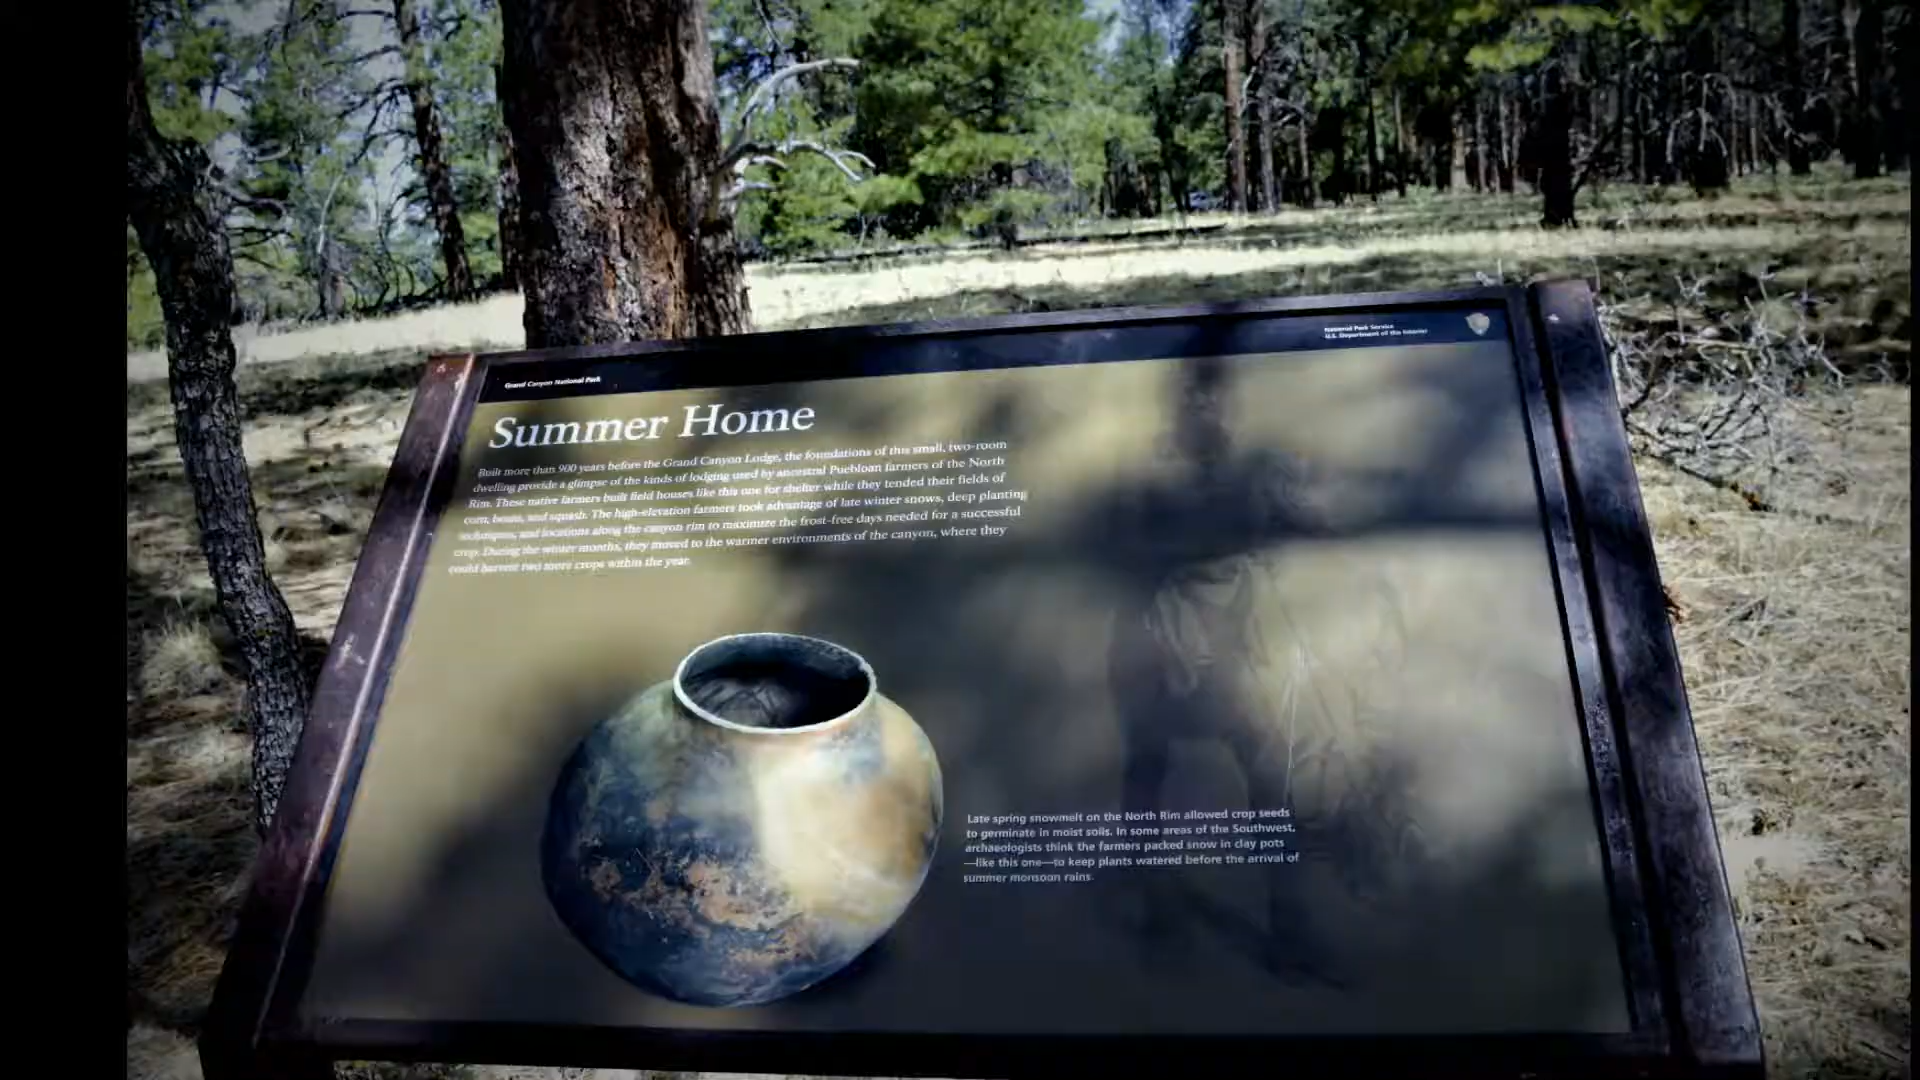 Grand Canyon National Park
National Park Service
U.S. Department of the Interior
Summer Home
Built more than 900 years before the Grand Canyon Lodge, the foundations of this small, two-room
dwelling provide a glimpse of the kinds of lodging used by ancestral Puebloan farmers of the North
Rim. These native farmers built field houses like this one for shelter while they tended their fields of
corn, beans, and squash. The high-elevation farmers took advantage of late winter snows, deep planting
techniques, and locations along the canyon rim to maximize the frost-free days needed for a successful
crop. During the winter months, they moved to the warmer environments of the canyon, where they
could harvest two more crops within the year.
Late spring snowmelt on the North Rim allowed crop seeds
to germinate in moist soils. In some areas of the Southwest,
archaeologists think the farmers packed snow in clay pots
—like this one—to keep plants watered before the arrival of
summer monsoon rains.